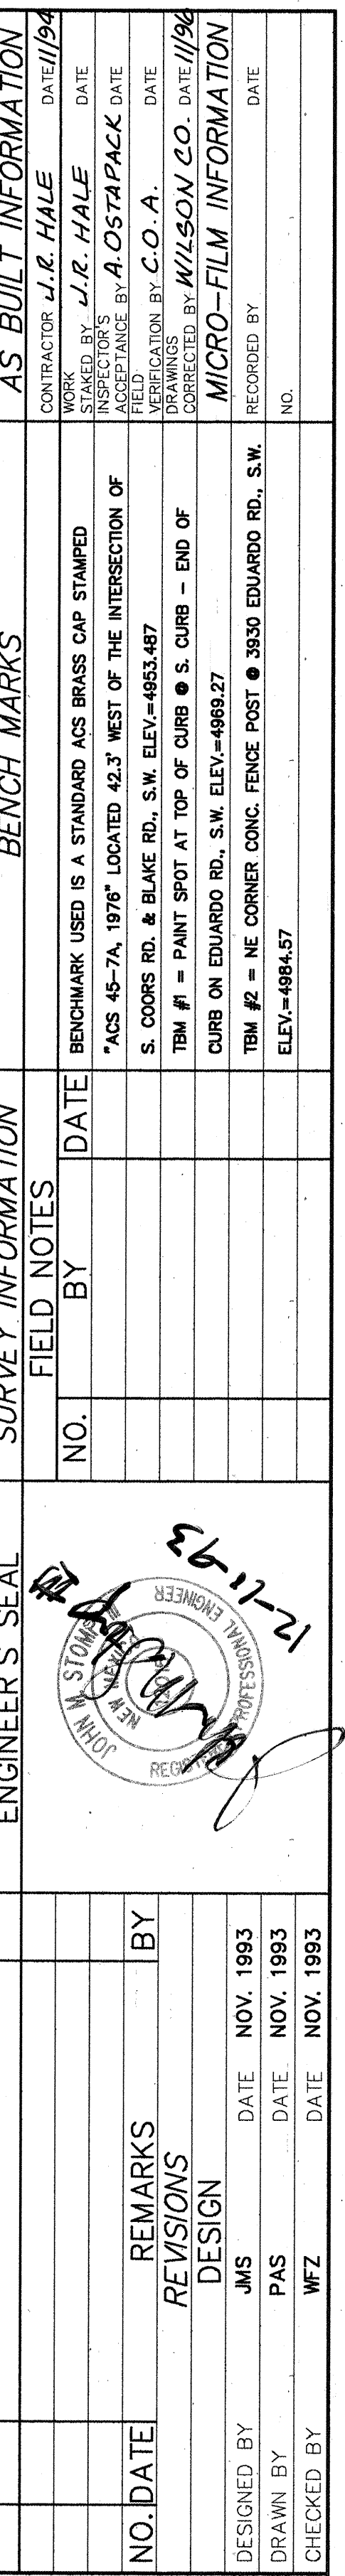 AS BUILT INFORMATION
CONTRACTOR J.R. HALE DATE 11/94
WORK
STAKED BY J.R. HALE DATE
INSPECTOR'S
ACCEPTANCE BY A. OSTAPACK DATE
FIELD
VERIFICATION BY C.O.A. DATE
DRAWINGS
CORRECTED BY WILSON CO. DATE 11/96
MICRO-FILM INFORMATION
RECORDED BY DATE
NO.
BENCH MARKS
BENCHMARK USED IS A STANDARD ACS BRASS CAP STAMPED
"ACS 45-7A, 1976" LOCATED 42.3' WEST OF THE INTERSECTION OF
S. COORS RD. & BLAKE RD., S.W. ELEV.=4953.487
TBM #1 = PAINT SPOT AT TOP OF CURB @ S. CURB - END OF
CURB ON EDUARDO RD., S.W. ELEV.=4969.27
TBM #2 = NE CORNER CONC. FENCE POST @ 3930 EDUARDO RD., S.W.
ELEV.=4984.57
SURVEY INFORMATION
FIELD NOTES
NO. BY DATE
ENGINEER'S SEAL
JOHN M. STOMP
NEW MEXICO
REGISTERED PROFESSIONAL ENGINEER
12-11-93
NO. DATE REMARKS BY
REVISIONS
DESIGN
DESIGNED BY JMS DATE NOV. 1993
DRAWN BY PAS DATE NOV. 1993
CHECKED BY WFZ DATE NOV. 1993